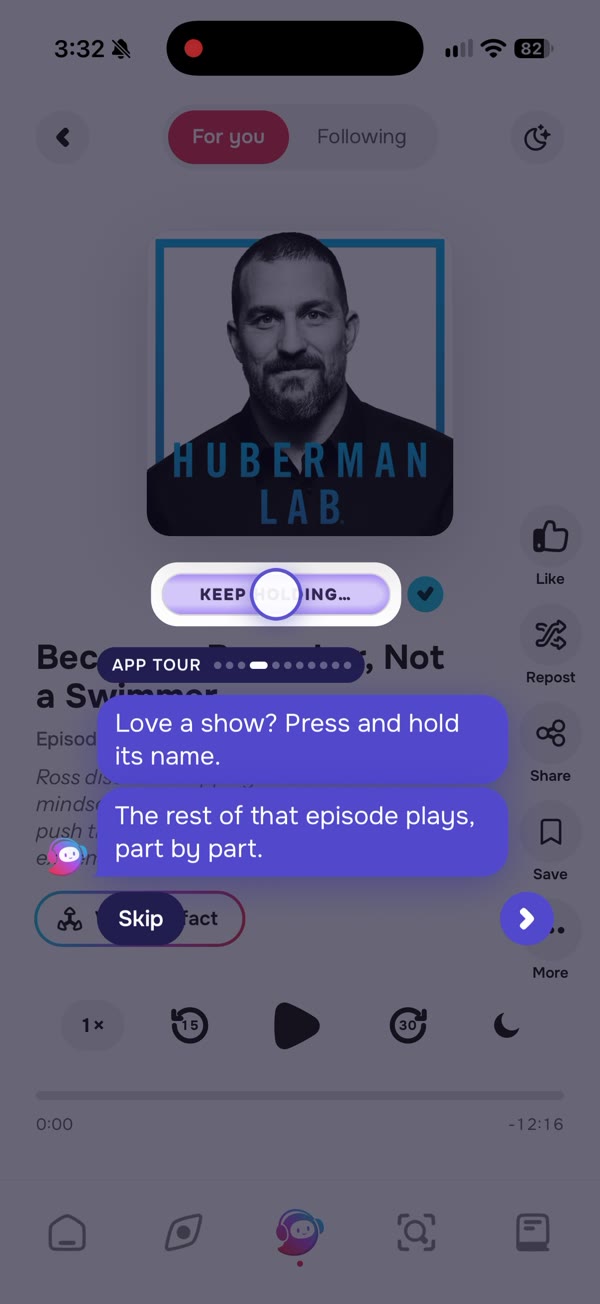 3:32
82
For you
Following
HUBERMAN
LAB
KEEP HOLDING…
Like
Not
a Swimmer
APP TOUR
Repost
Love a show? Press and hold
its name.
Share
The rest of that episode plays,
part by part.
Save
Skip
fact
More
1×
15
30
0:00
-12:16